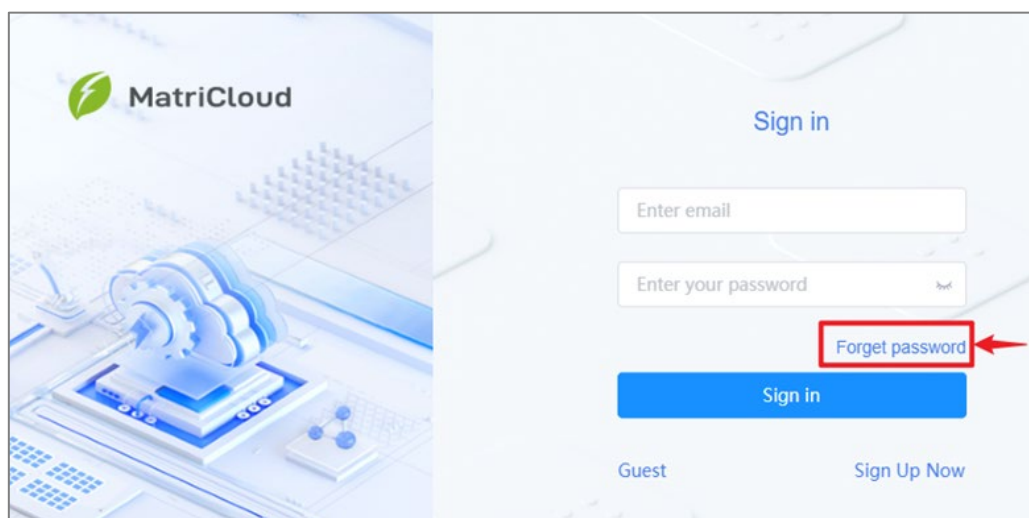 MatriCloud
Sign in
Enter email
Enter your password
Forget password
Sign in
Guest
Sign Up Now